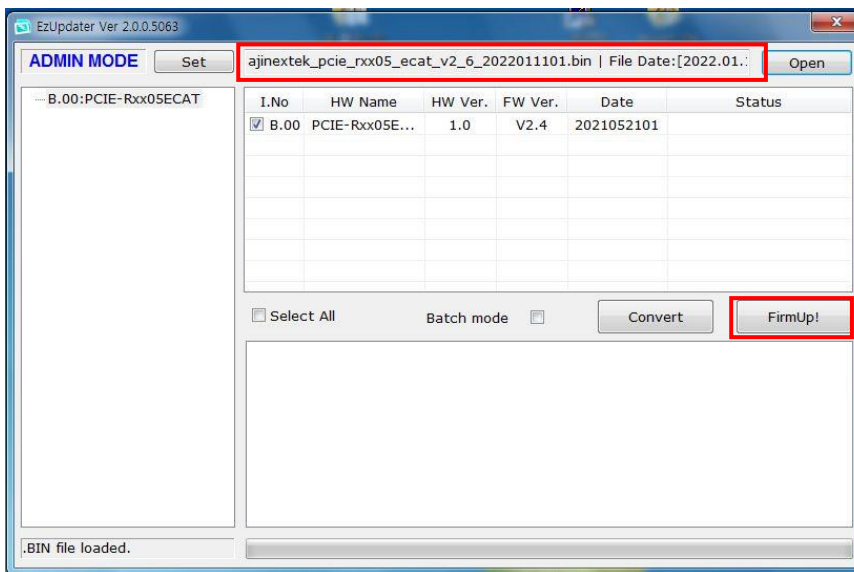 EzUpdater Ver 2.0.0.5063
ADMIN MODE Set ajinextek_pcie_rxx05_ecat_v2_6_2022011101.bin | File Date:[2022.01. Open
B.00:PCIE-Rxx05ECAT
I.No HW Name HW Ver. FW Ver. Date Status
B.00 PCIE-Rxx05E... 1.0 V2.4 2021052101
Select All Batch mode Convert FirmUp!
.BIN file loaded.